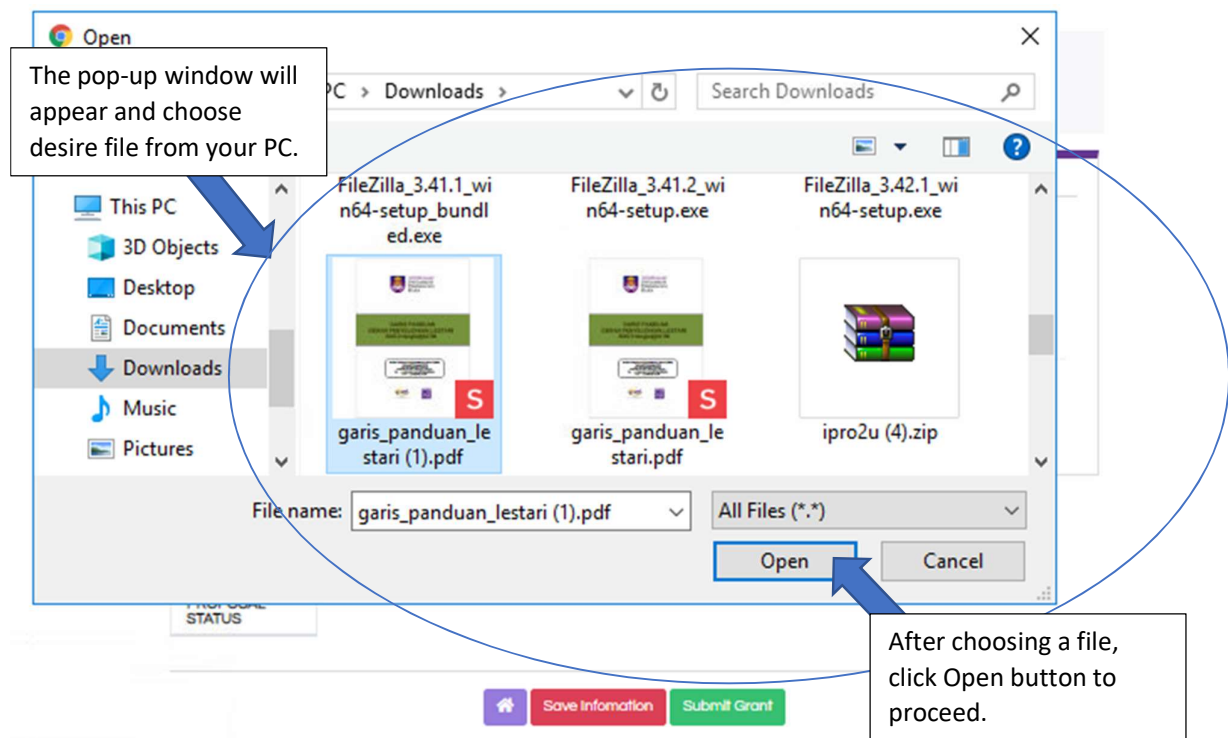 Open
The pop-up window will
appear and choose
desire file from your PC.
PC > Downloads >
Search Downloads
This PC
3D Objects
Desktop
Documents
Downloads
Music
Pictures
FileZilla_3.41.1_wi
n64-setup_bundl
ed.exe
FileZilla_3.41.2_wi
n64-setup.exe
FileZilla_3.42.1_wi
n64-setup.exe
S
garis_panduan_le
stari (1).pdf
S
garis_panduan_le
stari.pdf
ipro2u (4).zip
File name: garis_panduan_lestari (1).pdf
All Files (*.*)
Open
Cancel
PROPOSAL
STATUS
After choosing a file,
click Open button to
proceed.
Save Infomation
Submit Grant